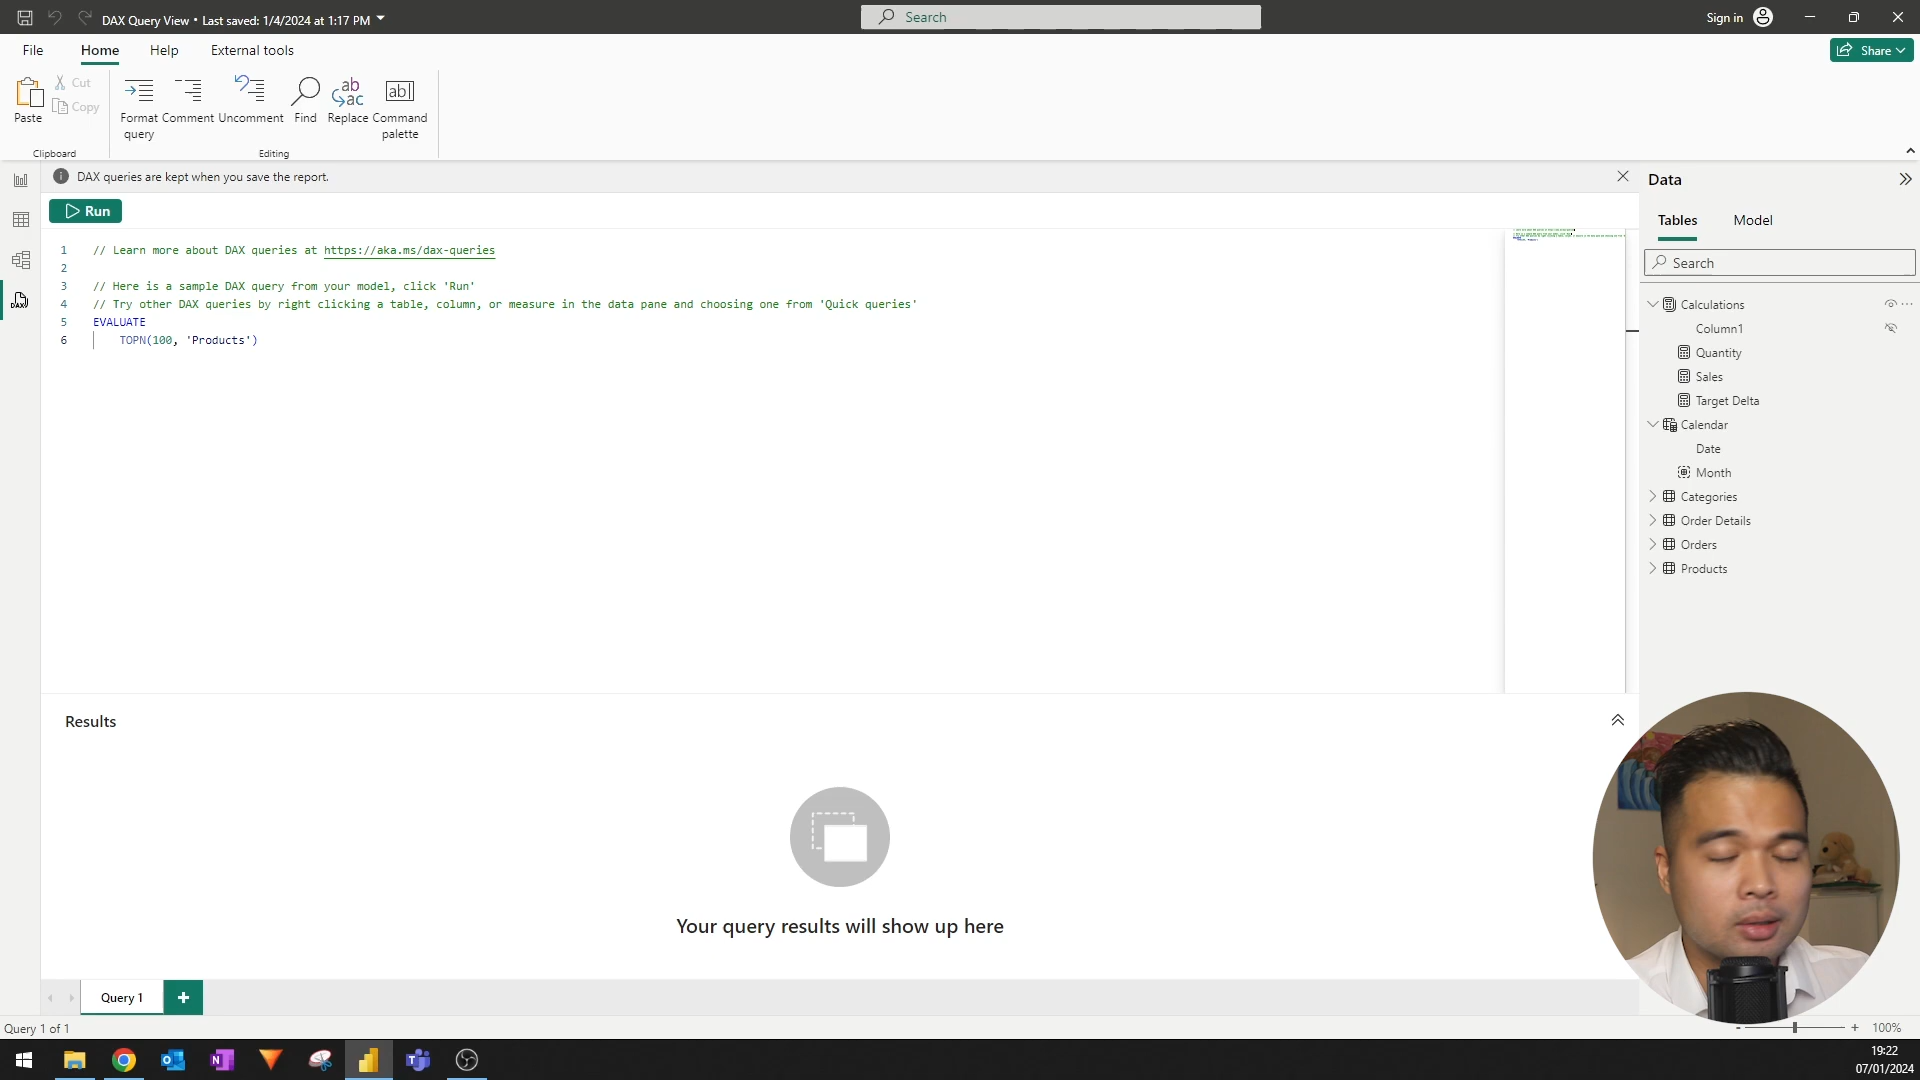 DAX Query View • Last saved: 1/4/2024 at 1:17 PM
Search
Sign in
File
Home
Help
External tools
Share
Paste
Cut
Copy
Format query
Comment
Uncomment
Find
Replace
Command palette
Clipboard
Editing
DAX queries are kept when you save the report.
Run
1 // Learn more about DAX queries at https://aka.ms/dax-queries
2
3 // Here is a sample DAX query from your model, click 'Run'
4 // Try other DAX queries by right clicking a table, column, or measure in the data pane and choosing one from 'Quick queries'
5 EVALUATE
6 TOPN(100, 'Products')
Data
Tables
Model
Search
Calculations
Column1
Quantity
Sales
Target Delta
Calendar
Date
Month
Categories
Order Details
Orders
Products
Results
Your query results will show up here
Query 1
Query 1 of 1
100%
19:22
07/01/2024